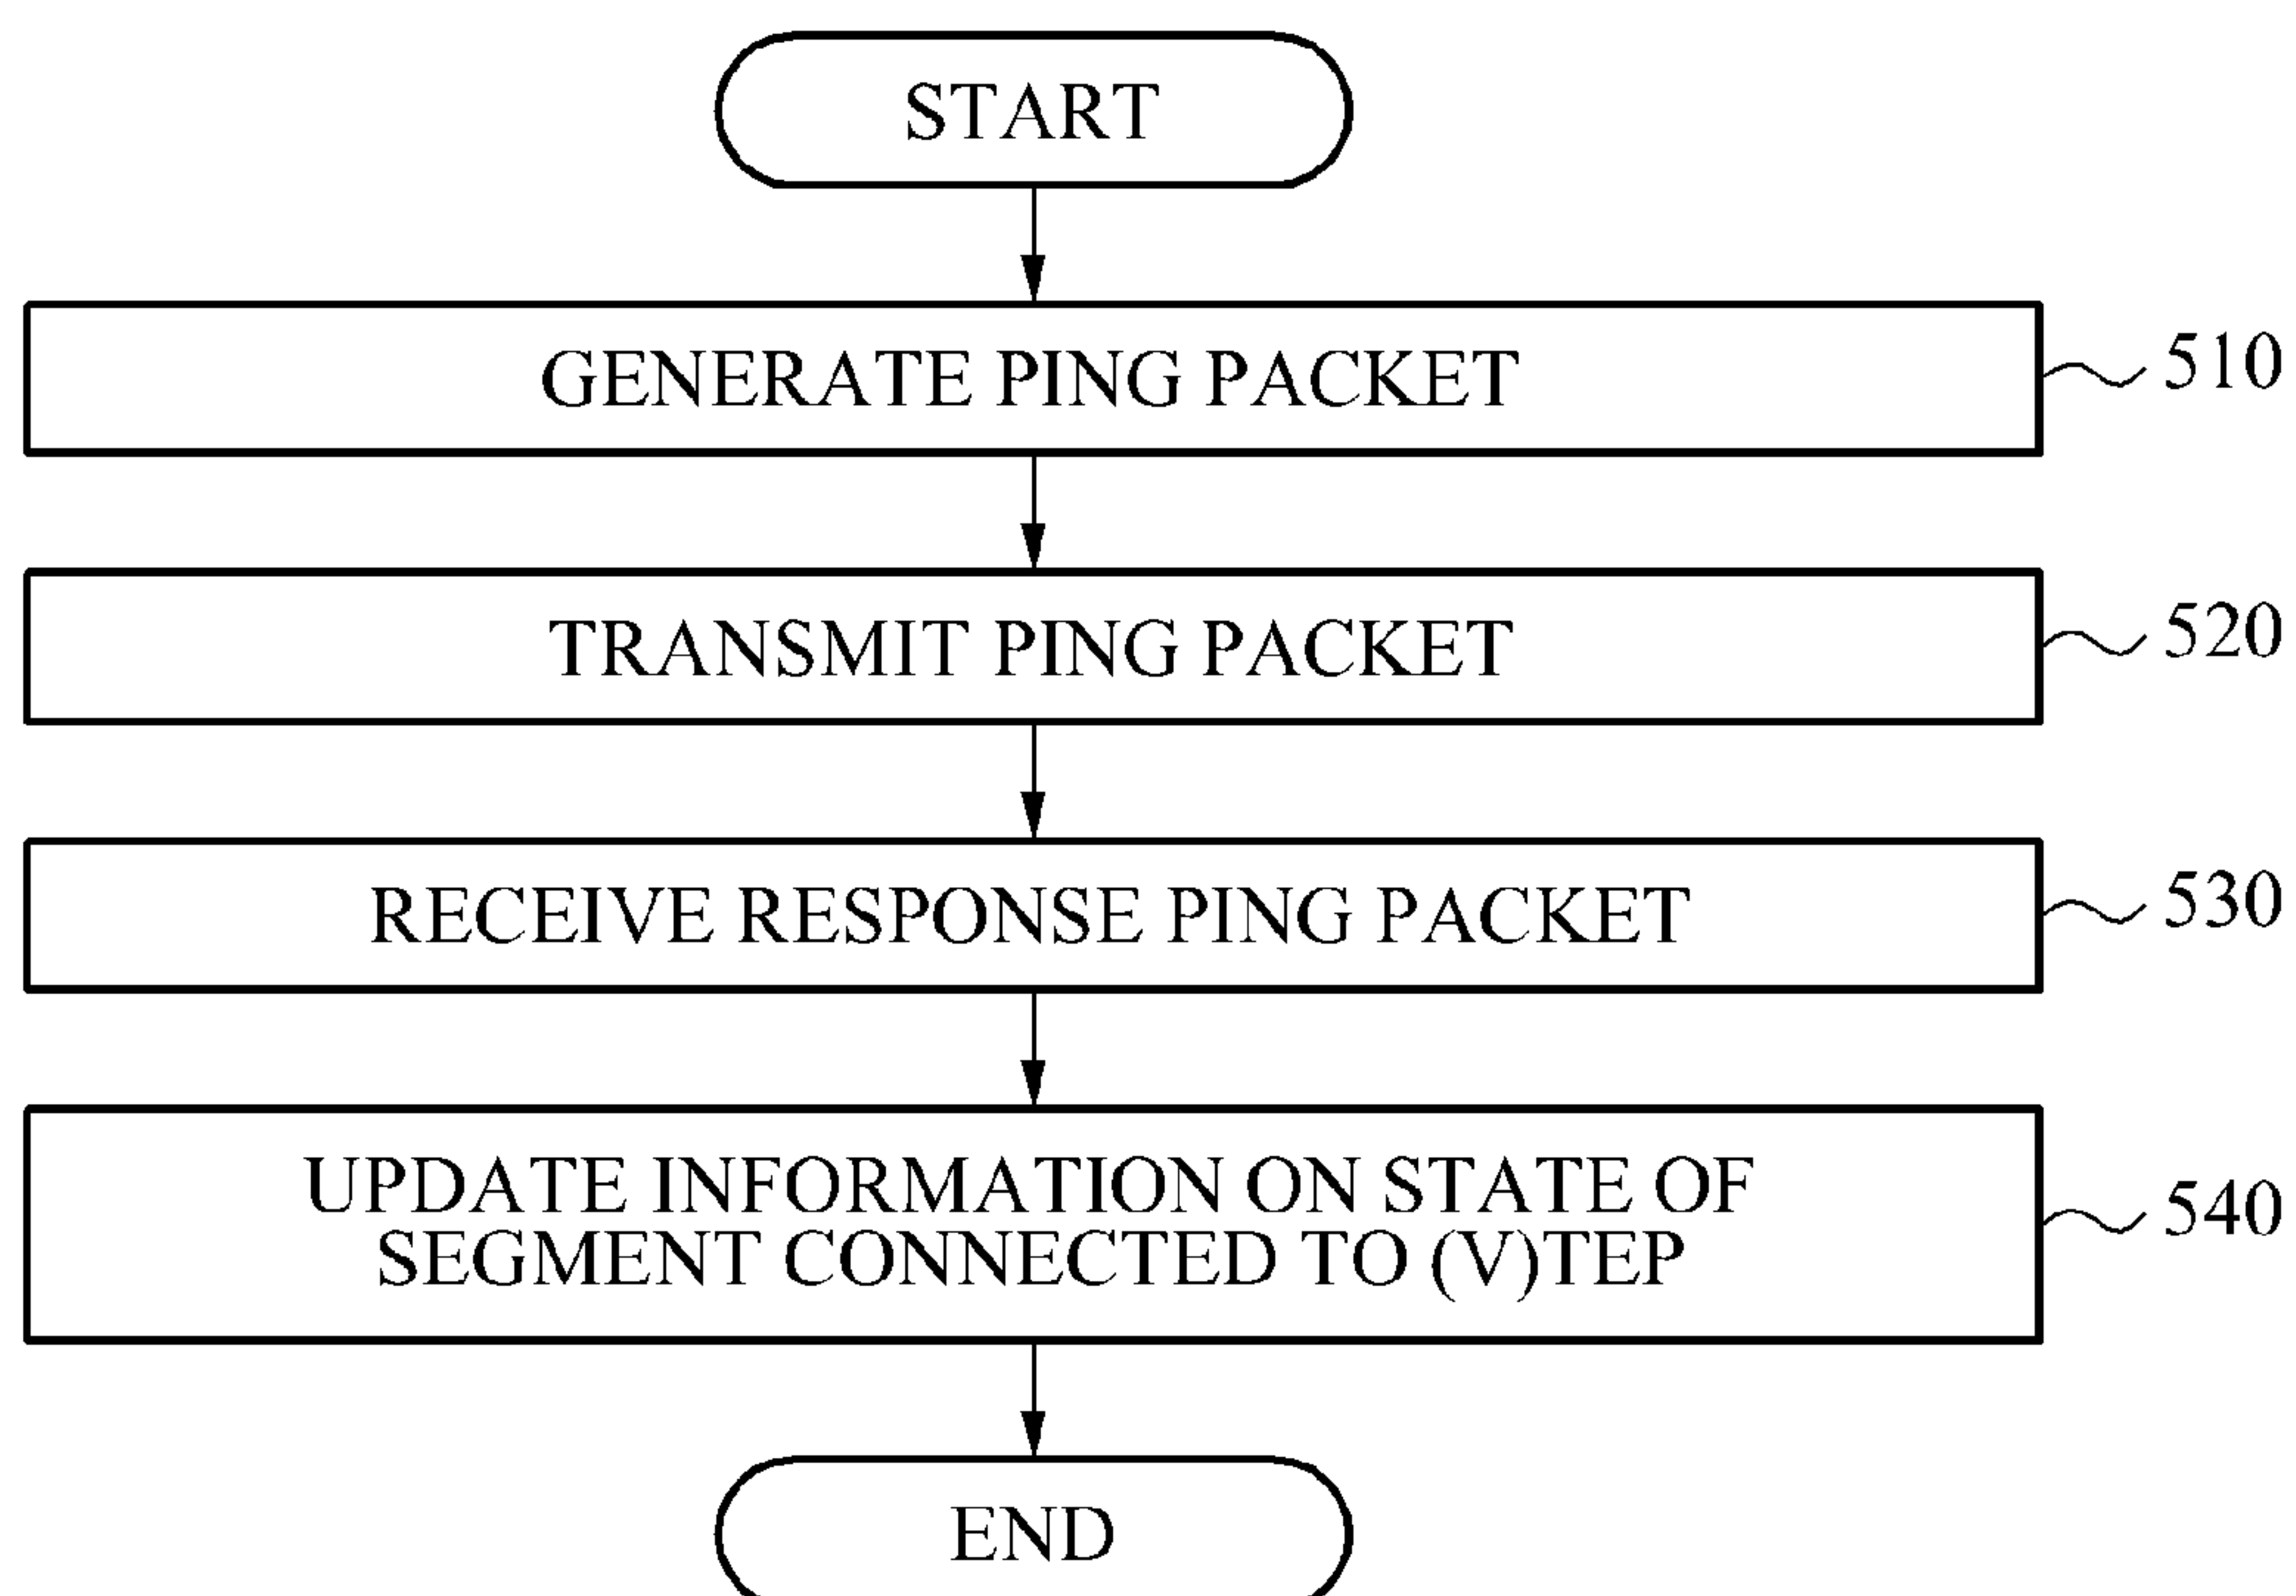 START
GENERATE PING PACKET
510
TRANSMIT PING PACKET
520
RECEIVE RESPONSE PING PACKET
530
UPDATE INFORMATION ON STATE OF
SEGMENT CONNECTED TO (V)TEP
540
END